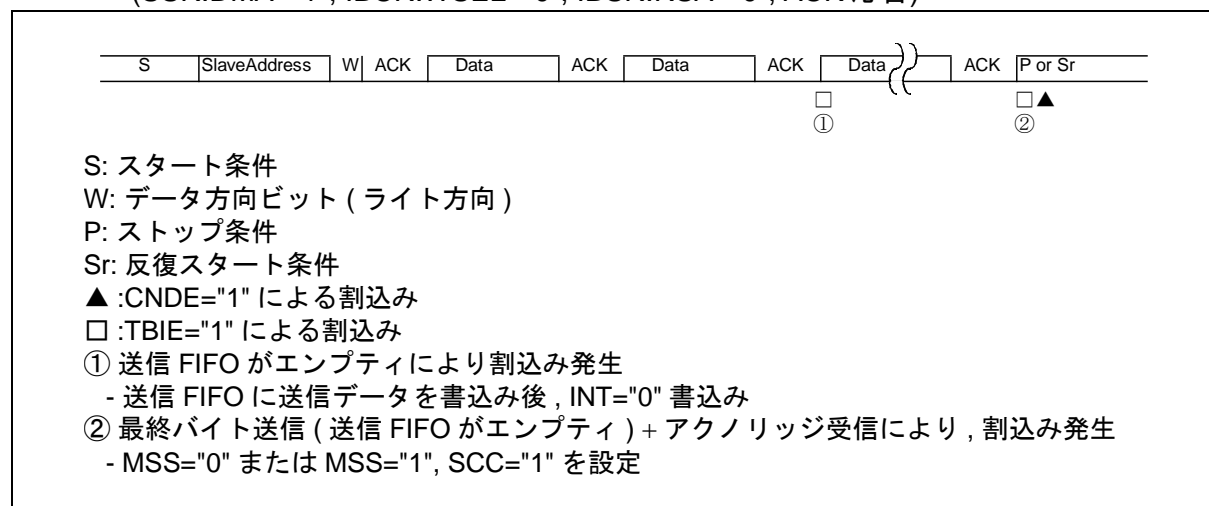 S SlaveAddress W ACK Data ACK Data ACK Data ACK P or Sr
□ □▲
① ②
S: スタート条件
W: データ方向ビット ( ライト方向 )
P: ストップ条件
Sr: 反復スタート条件
▲ :CNDE="1" による割込み
□ :TBIE="1" による割込み
① 送信 FIFO がエンプティにより割込み発生
- 送信 FIFO に送信データを書込み後 , INT="0" 書込み
② 最終バイト送信 ( 送信 FIFO がエンプティ ) + アクノリッジ受信により , 割込み発生
- MSS="0" または MSS="1", SCC="1" を設定